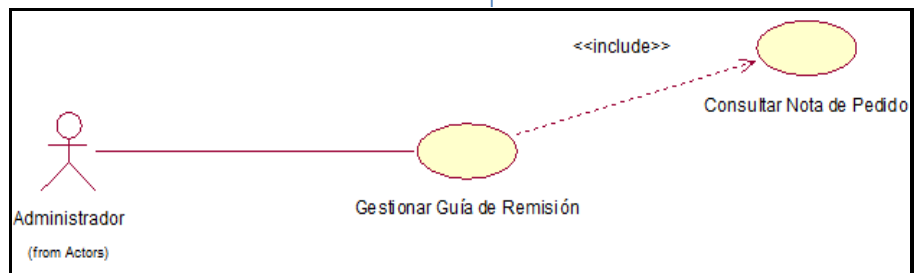 <<include>>
Consultar Nota de Pedido
Gestionar Guía de Remisión
Administrador
(from Actors)